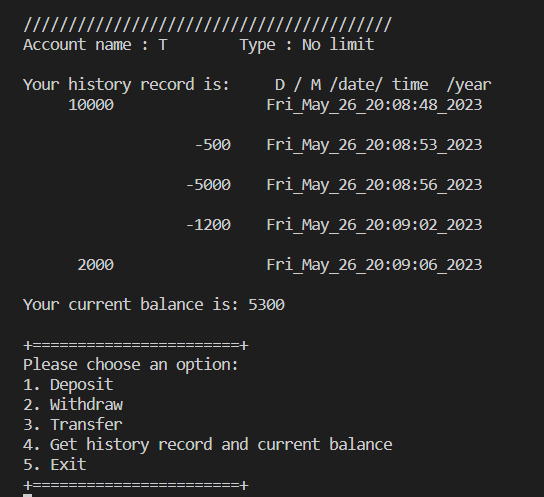 /////////////////////////////////////////
Account name : T        Type : No limit
Your history record is:     D / M /date/ time  /year
     10000                 Fri_May_26_20:08:48_2023
                   -500    Fri_May_26_20:08:53_2023
                  -5000    Fri_May_26_20:08:56_2023
                  -1200    Fri_May_26_20:09:02_2023
      2000                 Fri_May_26_20:09:06_2023
Your current balance is: 5300
+=======================+
Please choose an option:
1. Deposit
2. Withdraw
3. Transfer
4. Get history record and current balance
5. Exit
+=======================+